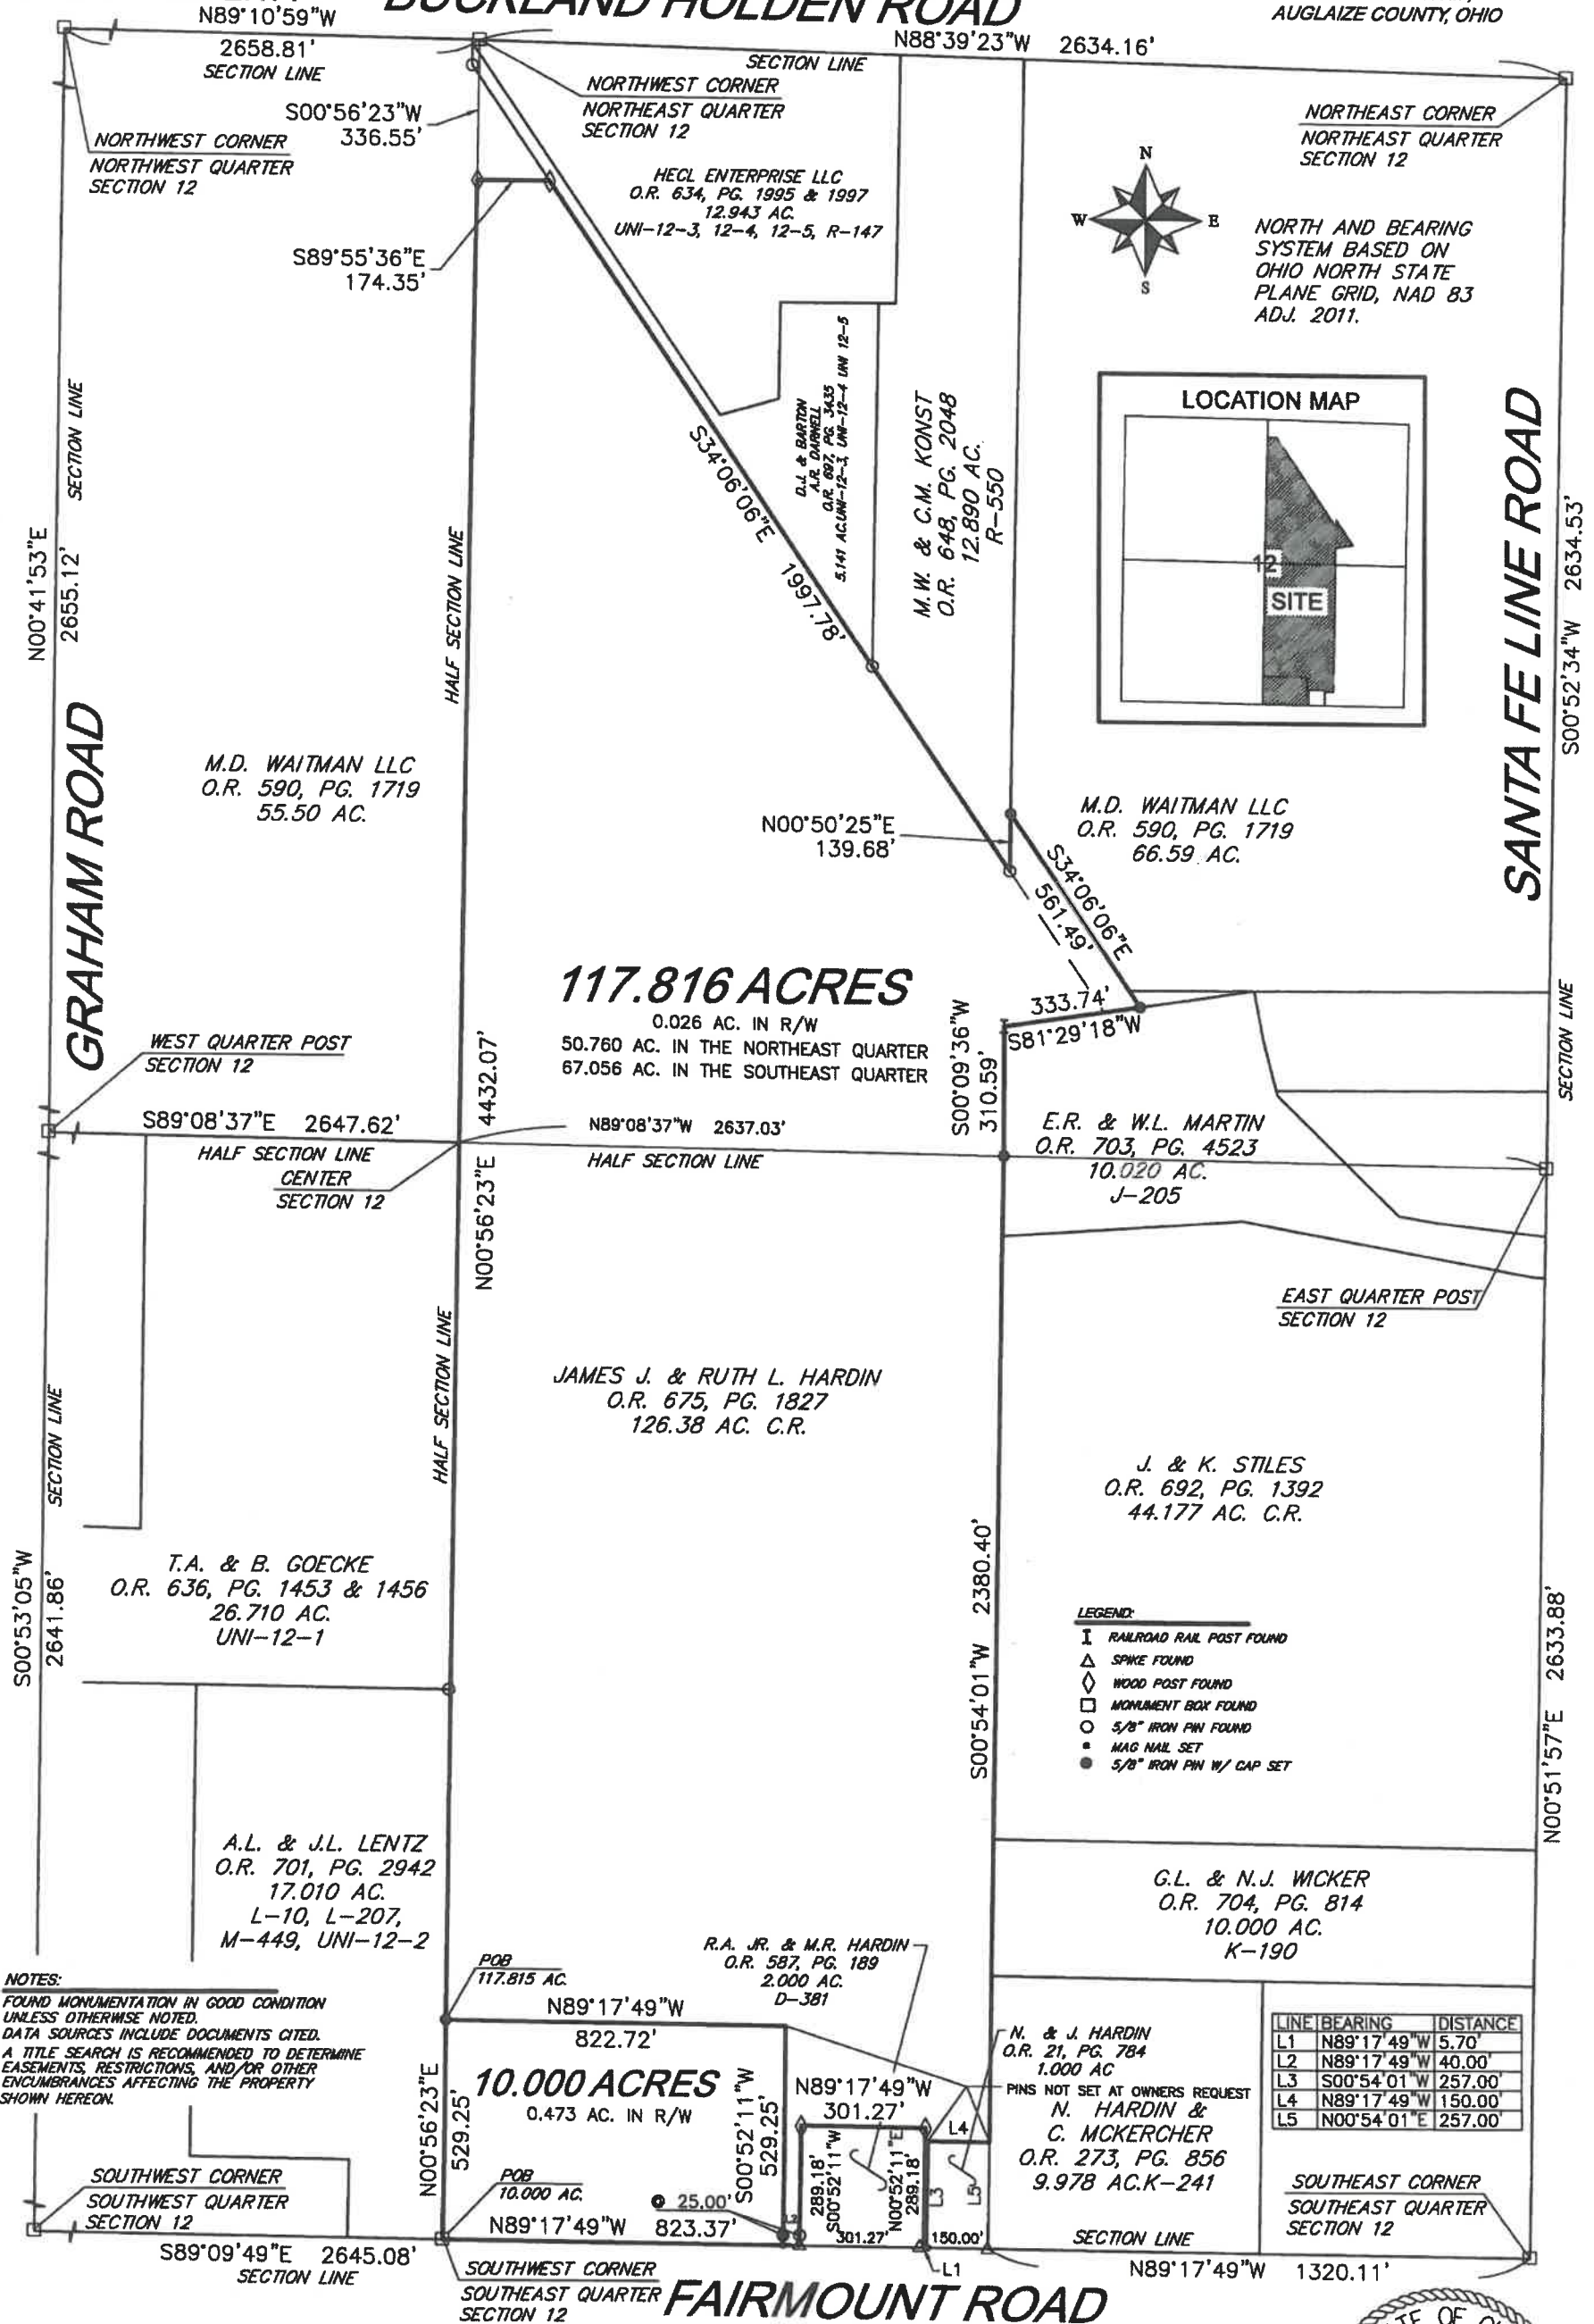 BUCKLAND HOLDEN ROAD
AUGLAIZE COUNTY, OHIO
N89°10'59"W
2658.81'
SECTION LINE
N88°39'23"W 2634.16'
SECTION LINE
NORTHWEST CORNER
NORTHEAST QUARTER
SECTION 12
S00°56'23"W
336.55'
NORTHWEST CORNER
NORTHWEST QUARTER
SECTION 12
NORTHEAST CORNER
NORTHEAST QUARTER
SECTION 12
HECL ENTERPRISE LLC
O.R. 634, PG. 1995 & 1997
12.943 AC.
UNI-12-3, 12-4, 12-5, R-147
N
W
E
S
NORTH AND BEARING
SYSTEM BASED ON
OHIO NORTH STATE
PLANE GRID, NAD 83
ADJ. 2011.
S89°55'36"E
174.35'
D.J. & BARTON
A.R. DARNELL
O.R. 697, PG. 3435
5.141 AC.UNI-12-3, UNI-12-4 UNI 12-5
M.W. & C.M. KONST
O.R. 648, PG. 2048
12.890 AC.
R-550
LOCATION MAP
12
SITE
SANTA FE LINE ROAD
S00°52'34"W 2634.53'
SECTION LINE
SECTION LINE
N00°41'53"E
2655.12'
HALF SECTION LINE
S34°06'06"E 1997.78'
GRAHAM ROAD
M.D. WAITMAN LLC
O.R. 590, PG. 1719
55.50 AC.
N00°50'25"E
139.68'
M.D. WAITMAN LLC
O.R. 590, PG. 1719
66.59 AC.
S34°06'06"E
561.49'
117.816 ACRES
0.026 AC. IN R/W
50.760 AC. IN THE NORTHEAST QUARTER
67.056 AC. IN THE SOUTHEAST QUARTER
333.74'
S81°29'18"W
S00°09'36"W
310.59'
WEST QUARTER POST
SECTION 12
S89°08'37"E 2647.62'
HALF SECTION LINE
CENTER
SECTION 12
N00°56'23"E 4432.07'
N89°08'37"W 2637.03'
HALF SECTION LINE
E.R. & W.L. MARTIN
O.R. 703, PG. 4523
10.020 AC.
J-205
EAST QUARTER POST
SECTION 12
HALF SECTION LINE
JAMES J. & RUTH L. HARDIN
O.R. 675, PG. 1827
126.38 AC. C.R.
SECTION LINE
S00°53'05"W
2641.86'
J. & K. STILES
O.R. 692, PG. 1392
44.177 AC. C.R.
T.A. & B. GOECKE
O.R. 636, PG. 1453 & 1456
26.710 AC.
UNI-12-1
S00°54'01"W 2380.40'
LEGEND:
RAILROAD RAIL POST FOUND
SPIKE FOUND
WOOD POST FOUND
MONUMENT BOX FOUND
5/8" IRON PIN FOUND
MAG NAIL SET
5/8" IRON PIN W/ CAP SET
N00°51'57"E 2633.88'
A.L. & J.L. LENTZ
O.R. 701, PG. 2942
17.010 AC.
L-10, L-207,
M-449, UNI-12-2
G.L. & N.J. WICKER
O.R. 704, PG. 814
10.000 AC.
K-190
NOTES:
FOUND MONUMENTATION IN GOOD CONDITION
UNLESS OTHERWISE NOTED.
DATA SOURCES INCLUDE DOCUMENTS CITED.
A TITLE SEARCH IS RECOMMENDED TO DETERMINE
EASEMENTS, RESTRICTIONS, AND/OR OTHER
ENCUMBRANCES AFFECTING THE PROPERTY
SHOWN HEREON.
POB
117.815 AC.
R.A. JR. & M.R. HARDIN
O.R. 587, PG. 189
2.000 AC.
D-381
N89°17'49"W
822.72'
N. & J. HARDIN
O.R. 21, PG. 784
1.000 AC
PINS NOT SET AT OWNERS REQUEST
N. HARDIN &
C. MCKERCHER
O.R. 273, PG. 856
9.978 AC.K-241
LINE BEARING DISTANCE
L1 N89°17'49"W 5.70'
L2 N89°17'49"W 40.00'
L3 S00°54'01"W 257.00'
L4 N89°17'49"W 150.00'
L5 N00°54'01"E 257.00'
N00°56'23"E
529.25'
10.000 ACRES
0.473 AC. IN R/W
S00°52'11"W
529.25'
N89°17'49"W
301.27'
L4
289.18'
S00°52'11"W
N00°52'11"E
289.18'
L3
L5
L2
POB
10.000 AC.
25.00'
N89°17'49"W 823.37'
301.27'
150.00'
L1
SOUTHWEST CORNER
SOUTHWEST QUARTER
SECTION 12
S89°09'49"E 2645.08'
SECTION LINE
SOUTHWEST CORNER
SOUTHEAST QUARTER
SECTION 12
SOUTHEAST CORNER
SOUTHEAST QUARTER
SECTION 12
SECTION LINE
N89°17'49"W 1320.11'
FAIRMOUNT ROAD